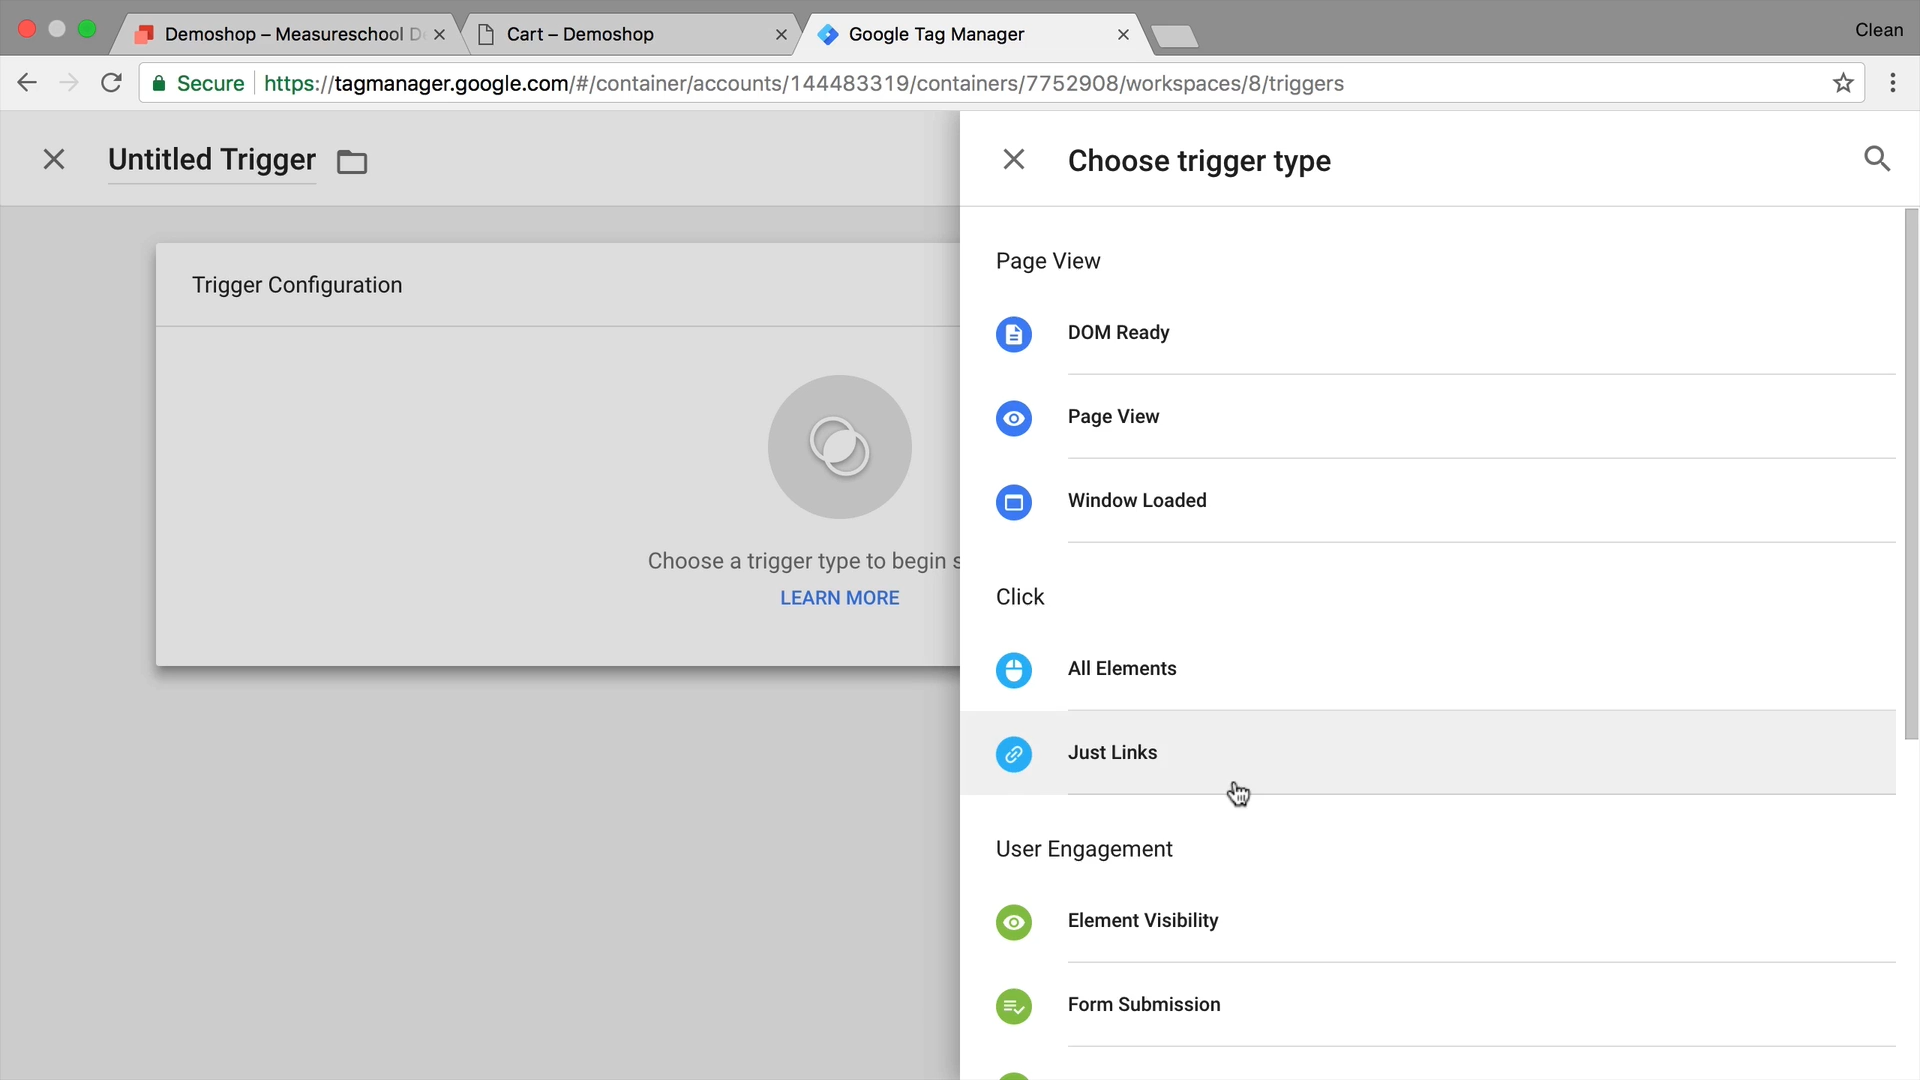 Demoshop – Measureschool D
Cart – Demoshop
Google Tag Manager
Clean
Secure
https://tagmanager.google.com/#/container/accounts/144483319/containers/7752908/workspaces/8/triggers
Untitled Trigger
Trigger Configuration
Choose a trigger type to begin s
LEARN MORE
Choose trigger type
Page View
DOM Ready
Page View
Window Loaded
Click
All Elements
Just Links
User Engagement
Element Visibility
Form Submission